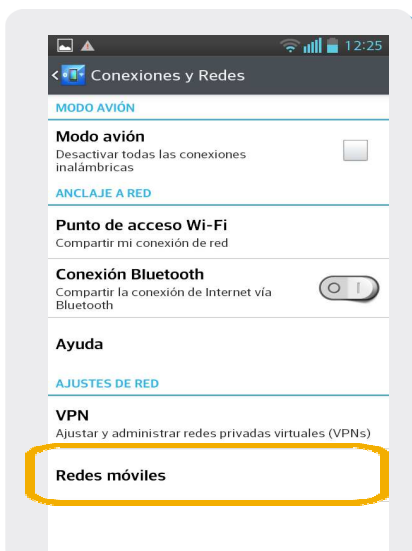 12:25
Conexiones y Redes
MODO AVIÓN
Modo avión
Desactivar todas las conexiones
inalámbricas
ANCLAJE A RED
Punto de acceso Wi-Fi
Compartir mi conexión de red
Conexión Bluetooth
Compartir la conexión de Internet vía
Bluetooth
Ayuda
AJUSTES DE RED
VPN
Ajustar y administrar redes privadas virtuales (VPNs)
Redes móviles